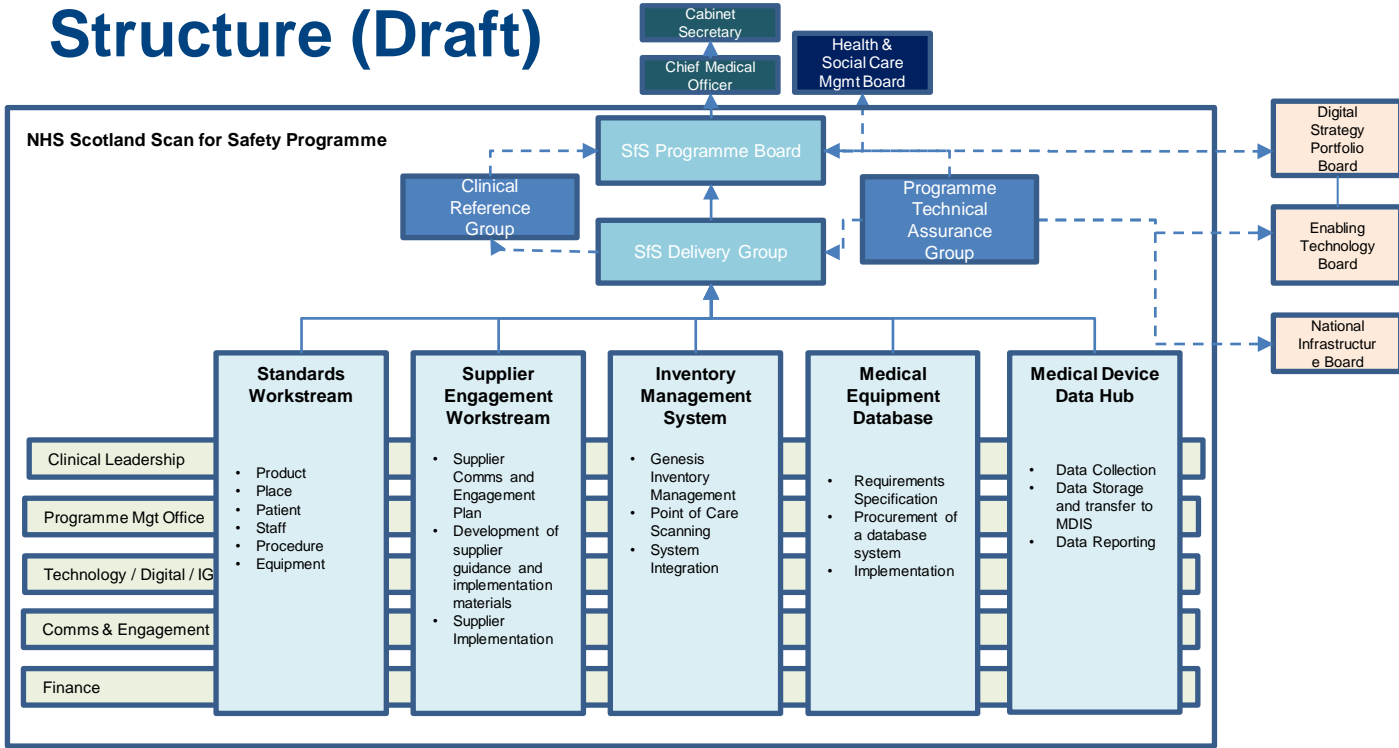 Structure (Draft)
Cabinet
Secretary
Chief Medical
Officer
Health &
Social Care
Mgmt Board
NHS Scotland Scan for Safety Programme
SfS Programme Board
Clinical
Reference
Group
Programme
Technical
Assurance
Group
SfS Delivery Group
Digital
Strategy
Portfolio
Board
Enabling
Technology
Board
National
Infrastructur
e Board
Standards
Workstream
• Product
• Place
• Patient
• Staff
• Procedure
• Equipment
Supplier
Engagement
Workstream
• Supplier
Comms and
Engagement
Plan
• Development of
supplier
guidance and
implementation
materials
• Supplier
Implementation
Inventory
Management
System
• Genesis
Inventory
Management
• Point of Care
Scanning
• System
Integration
Medical
Equipment
Database
• Requirements
Specification
• Procurement of
a database
system
• Implementation
Medical Device
Data Hub
• Data Collection
• Data Storage
and transfer to
MDIS
• Data Reporting
Clinical Leadership
Programme Mgt Office
Technology / Digital / IG
Comms & Engagement
Finance